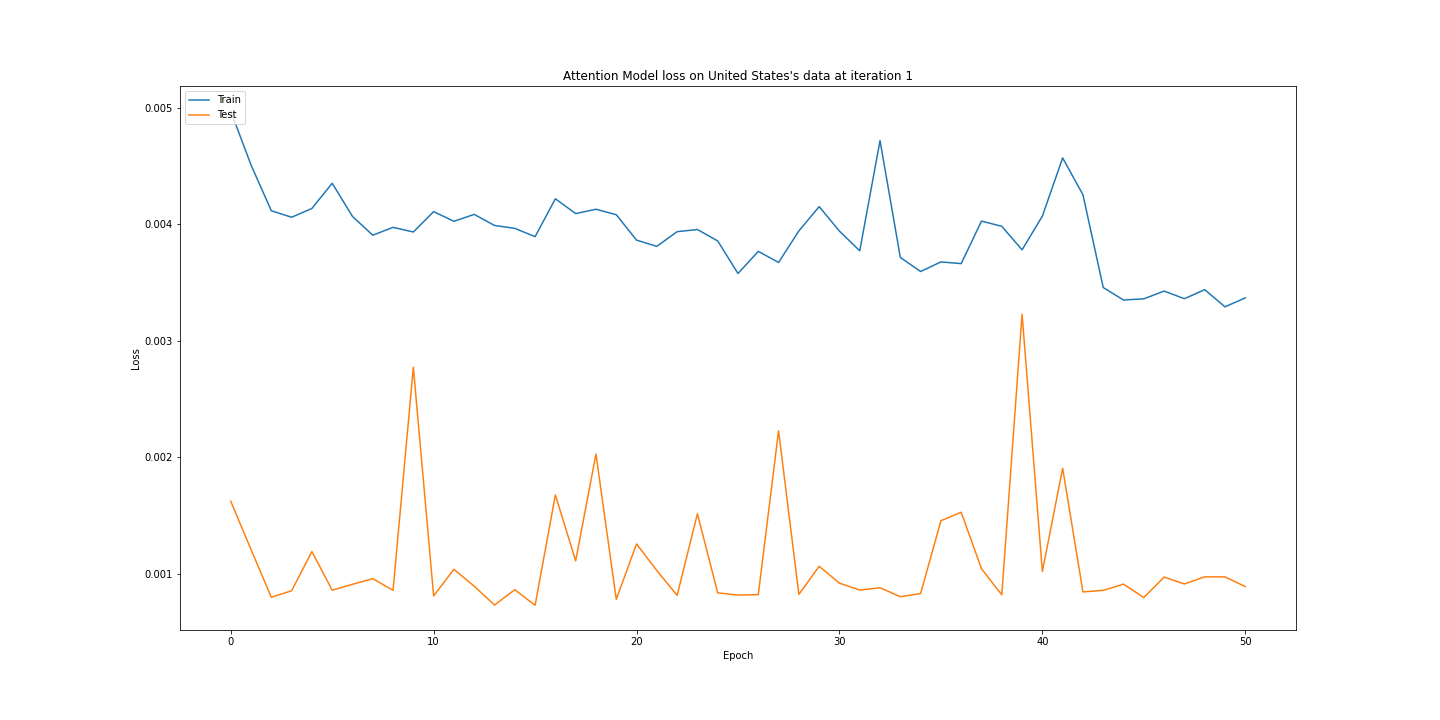 Attention Model loss on United States's data at iteration 1
Train
Test
0.005
0.004
0.003
0.002
0.001
Loss
0 10 20 30 40 50
Epoch